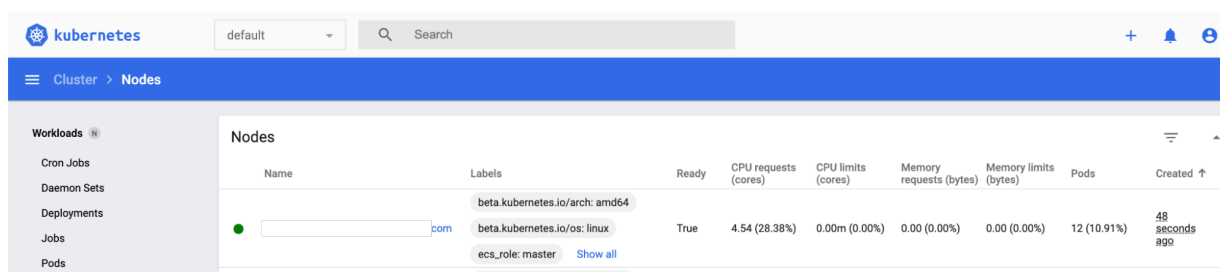 kubernetes
default
Search
Cluster > Nodes
Workloads N
Cron Jobs
Daemon Sets
Deployments
Jobs
Pods
Nodes
Name Labels Ready CPU requests (cores) CPU limits (cores) Memory requests (bytes) Memory limits (bytes) Pods Created
com
beta.kubernetes.io/arch: amd64
beta.kubernetes.io/os: linux
ecs_role: master Show all
True 4.54 (28.38%) 0.00m (0.00%) 0.00 (0.00%) 0.00 (0.00%) 12 (10.91%)
48
seconds
ago